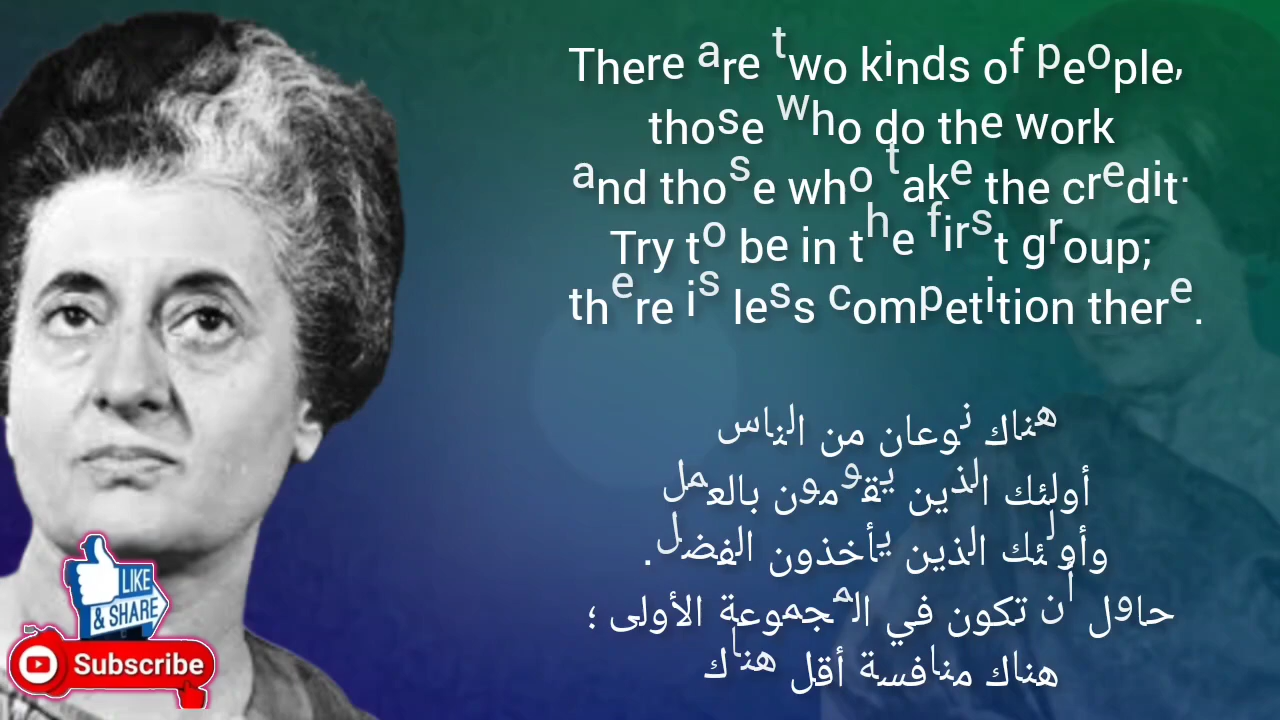 There are two kinds of people,
those who do the work
and those who take the credit.
Try to be in the first group;
there is less competition there.
هناك نوعان من الناس
أولئك الذين يقومون بالعمل
وأولئك الذين يأخذون الفضل.
حاول أن تكون في المجموعة الأولى ؛
هناك منافسة أقل هناك
LIKE
& SHARE
Subscribe